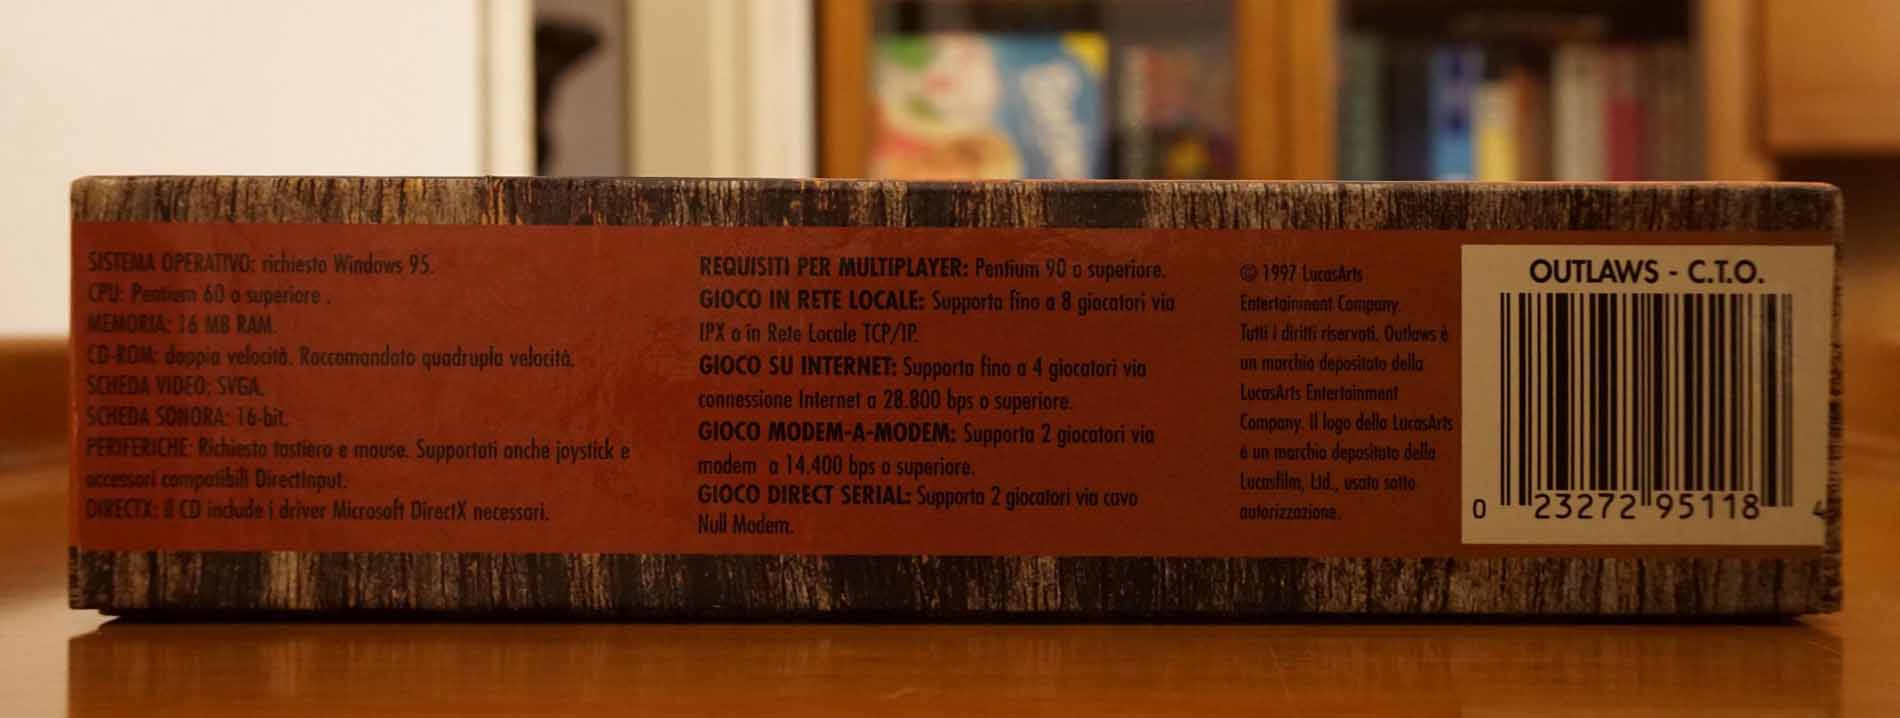 SISTEMA OPERATIVO: richiesto Windows 95.
CPU: Pentium 60 o superiore .
MEMORIA: 16 MB RAM.
CD-ROM: doppia velocità. Raccomandato quadrupla velocità.
SCHEDA VIDEO: SVGA.
SCHEDA SONORA: 16-bit.
PERIFERICHE: Richiesto tastiera e mouse. Supportati anche joystick e
accessori compatibili DirectInput.
DIRECTX: il CD include i driver Microsoft DirectX necessari.
REQUISITI PER MULTIPLAYER: Pentium 90 o superiore.
GIOCO IN RETE LOCALE: Supporta fino a 8 giocatori via
IPX o in Rete Locale TCP/IP.
GIOCO SU INTERNET: Supporta fino a 4 giocatori via
connessione Internet a 28.800 bps o superiore.
GIOCO MODEM-A-MODEM: Supporta 2 giocatori via
modem a 14.400 bps o superiore.
GIOCO DIRECT SERIAL: Supporta 2 giocatori via cavo
Null Modem.
© 1997 LucasArts
Entertainment Company.
Tutti i diritti riservati. Outlaws è
un marchio depositato della
LucasArts Entertainment
Company. Il logo della LucasArts
è un marchio depositato della
Lucasfilm, Ltd., usato sotto
autorizzazione.
OUTLAWS - C.T.O.
0 23272 95118 4